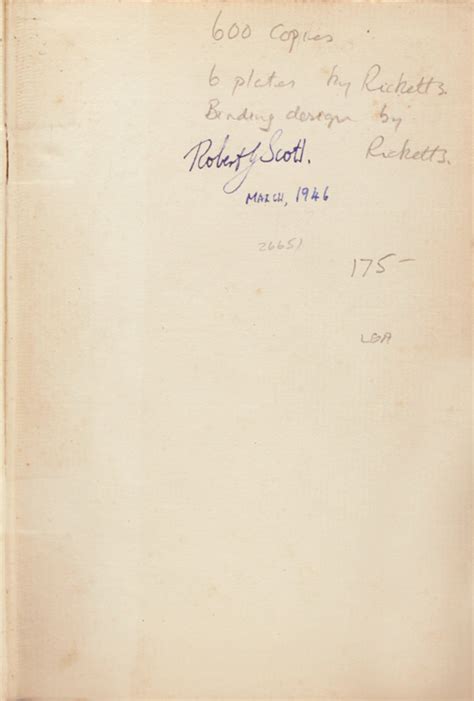 600 Copies
6 plates by Ricketts.
Binding design by
Ricketts.
Robert G Scott.
MARCH, 1946
26651
175-